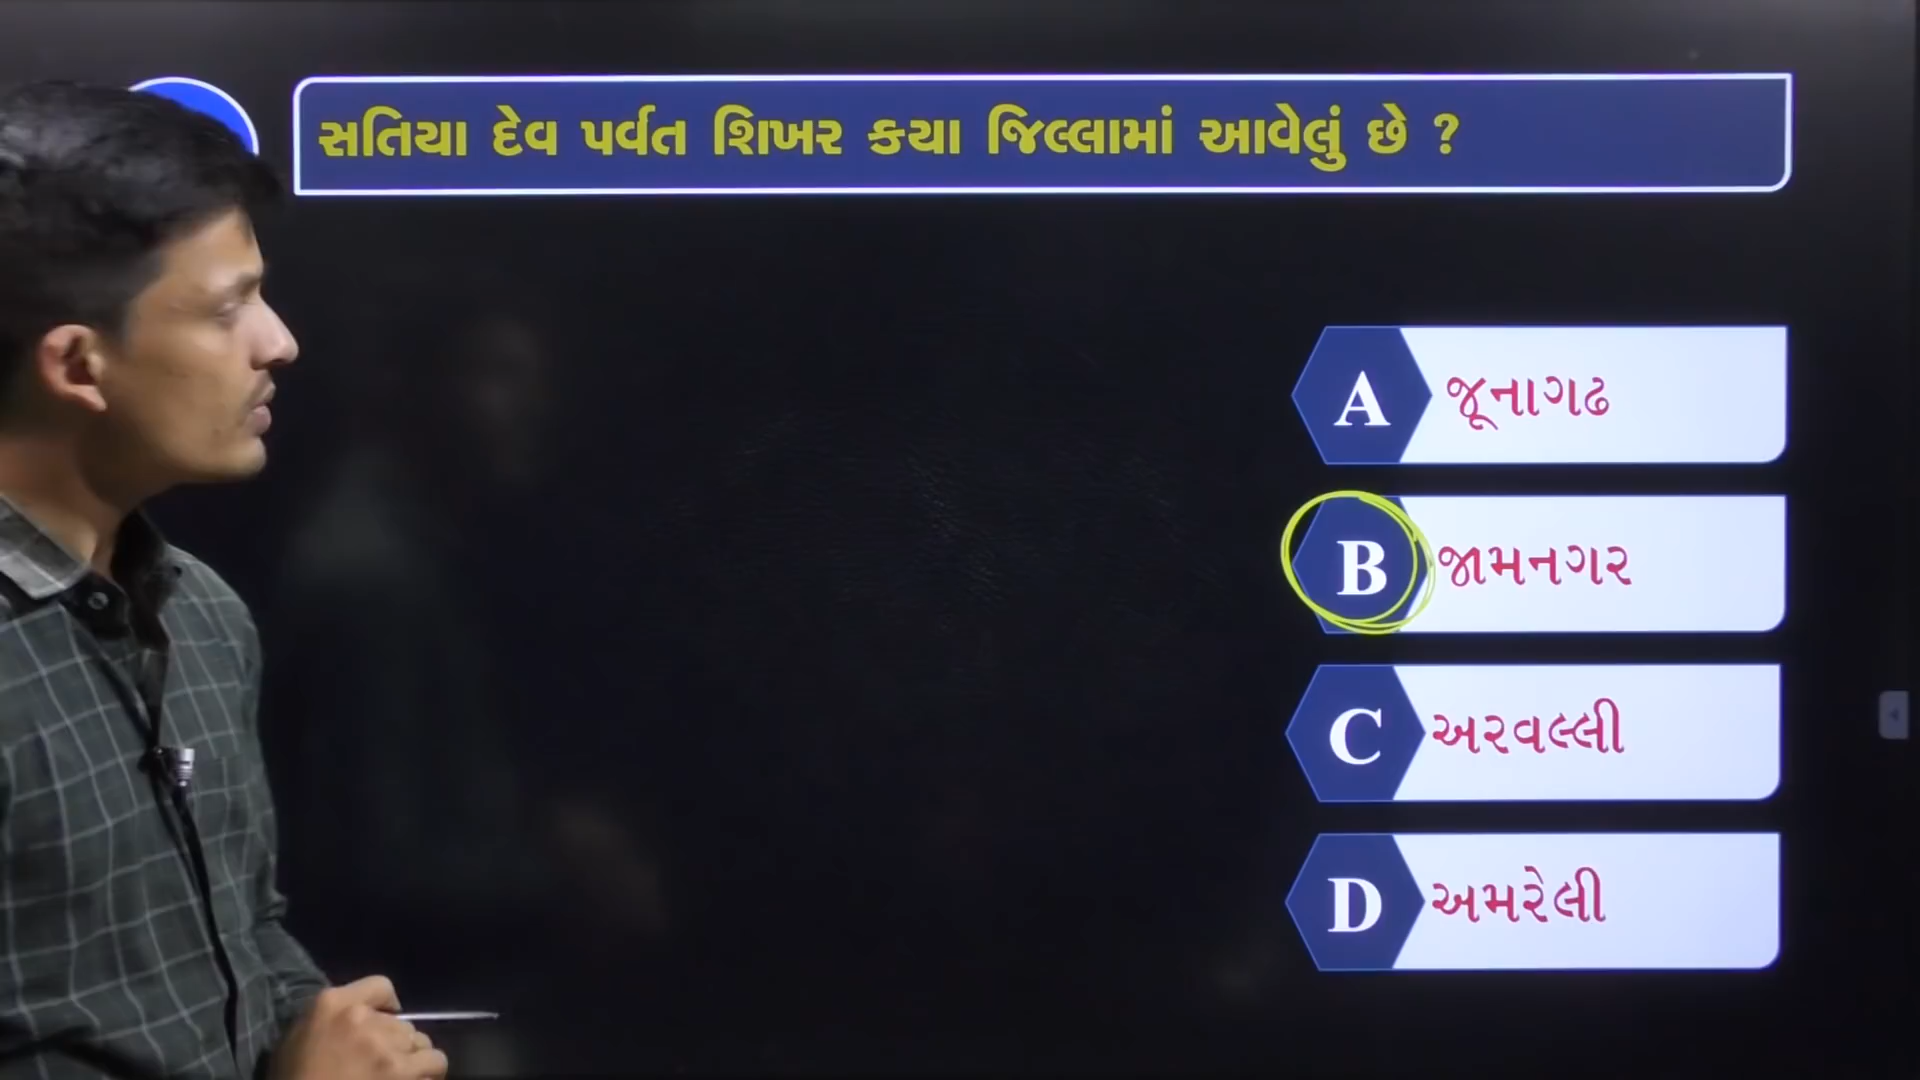 સતિયા દેવ પર્વત શિખર કયા જિલ્લામાં આવેલું છે ?
A જૂનાગઢ
B જામનગર
C અરવલ્લી
D અમરેલી